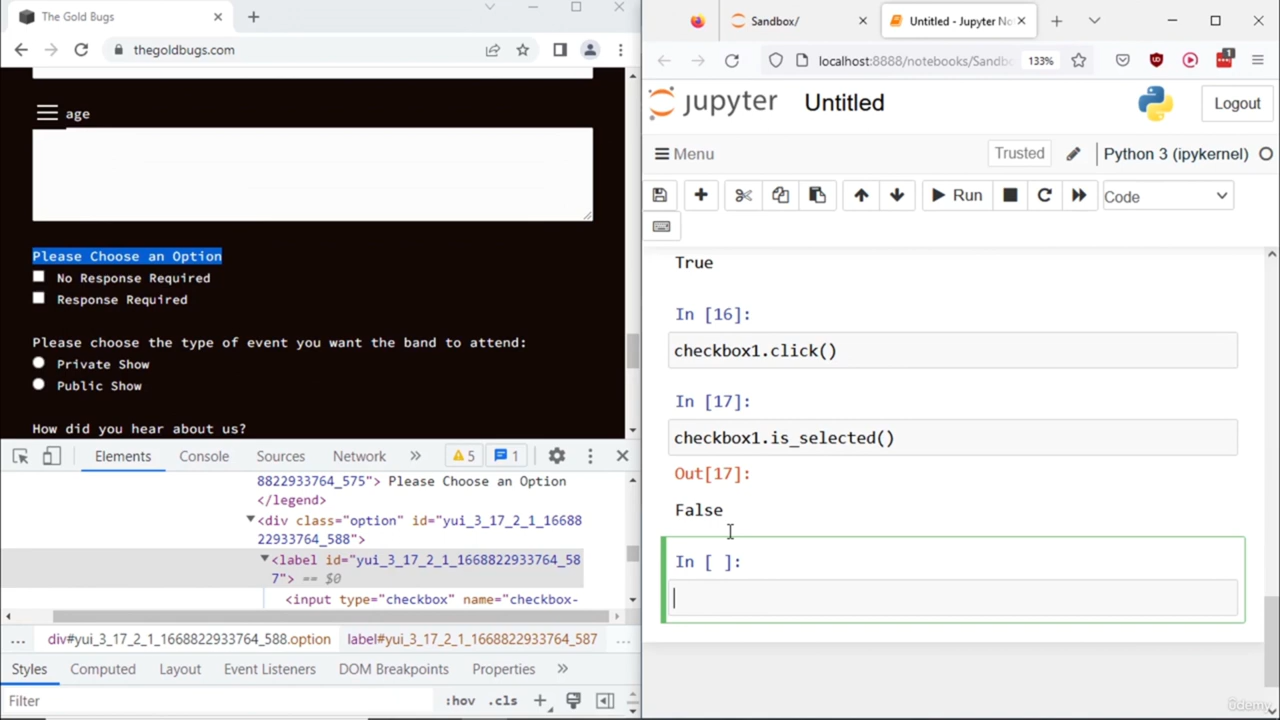 The Gold Bugs
thegoldbugs.com
age
Please Choose an Option
No Response Required
Response Required
Please choose the type of event you want the band to attend:
Private Show
Public Show
How did you hear about us?
Elements Console Sources Network » 5 1
8822933764_575"> Please Choose an Option
</legend>
<div class="option" id="yui_3_17_2_1_16688
22933764_588">
<label id="yui_3_17_2_1_1668822933764_58
7"> == $0
<input type="checkbox" name="checkbox-
... div#yui_3_17_2_1_1668822933764_588.option label#yui_3_17_2_1_1668822933764_587 ...
Styles Computed Layout Event Listeners DOM Breakpoints Properties »
Filter :hov .cls
Sandbox/ Untitled - Jupyter No
localhost:8888/notebooks/Sandb 133% 1
jupyter Untitled Logout
Menu Trusted Python 3 (ipykernel)
Run Code
True
In [16]:
checkbox1.click()
In [17]:
checkbox1.is_selected()
Out[17]:
False
In [ ]:
ûdemy